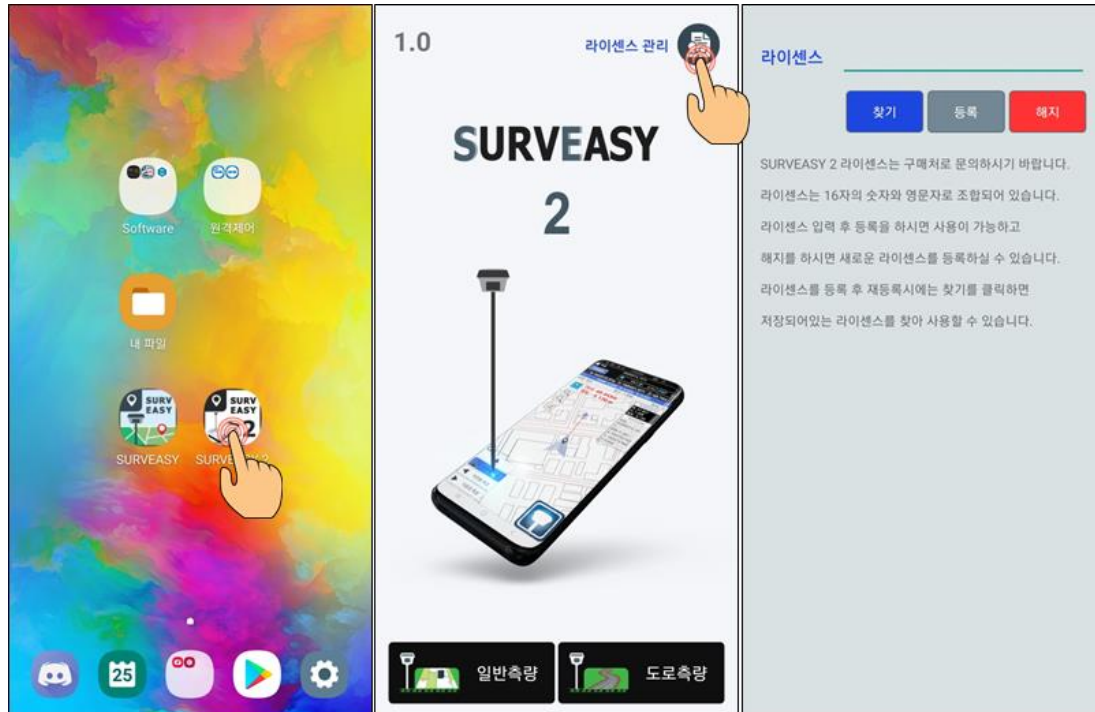 Software
원격제어
내 파일
SURV
EASY
SURV
EASY
2
SURVEASY
1.0
라이센스 관리
SURVEASY
2
일반측량
도로측량
라이센스
찾기
등록
해지
SURVEASY 2 라이센스는 구매처로 문의하시기 바랍니다.
라이센스는 16자의 숫자와 영문자로 조합되어 있습니다.
라이센스 입력 후 등록을 하시면 사용이 가능하고
해지를 하시면 새로운 라이센스를 등록하실 수 있습니다.
라이센스를 등록 후 재등록시에는 찾기를 클릭하면
저장되어있는 라이센스를 찾아 사용할 수 있습니다.
25